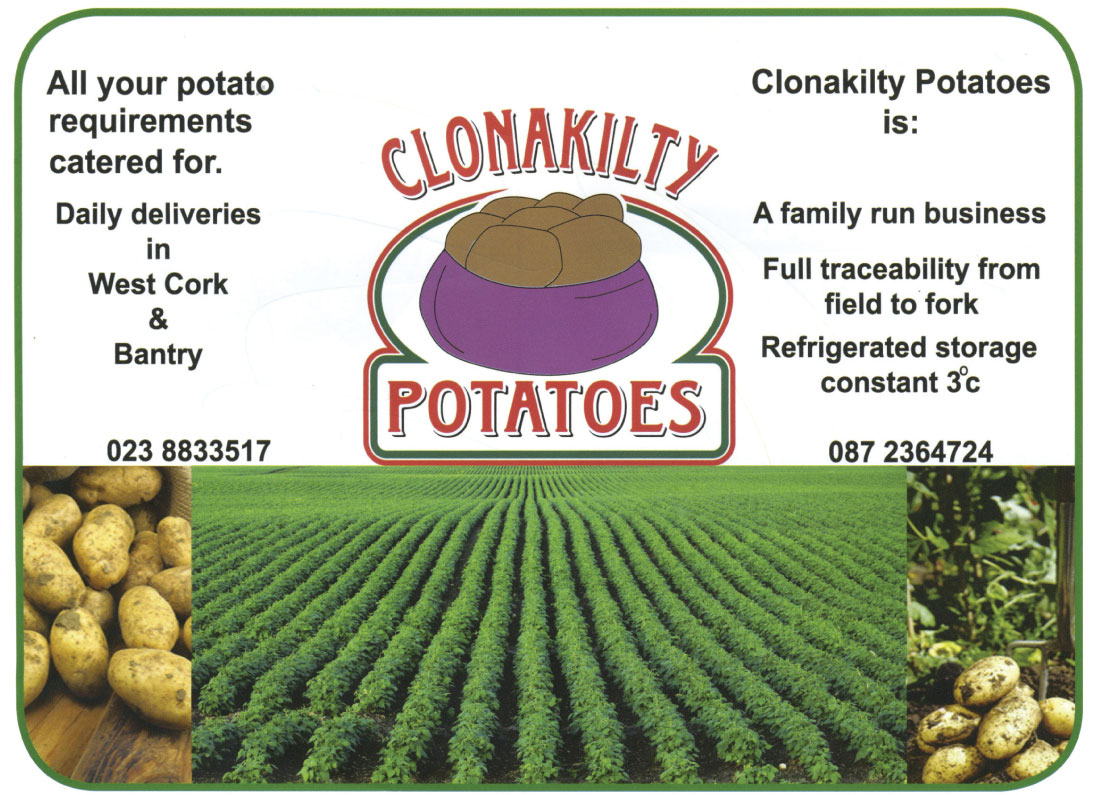 All your potato
requirements
catered for.
Daily deliveries
in
West Cork
&
Bantry
023 8833517
CLONAKILTY
POTATOES
Clonakilty Potatoes
is:
A family run business
Full traceability from
field to fork
Refrigerated storage
constant 3°c
087 2364724